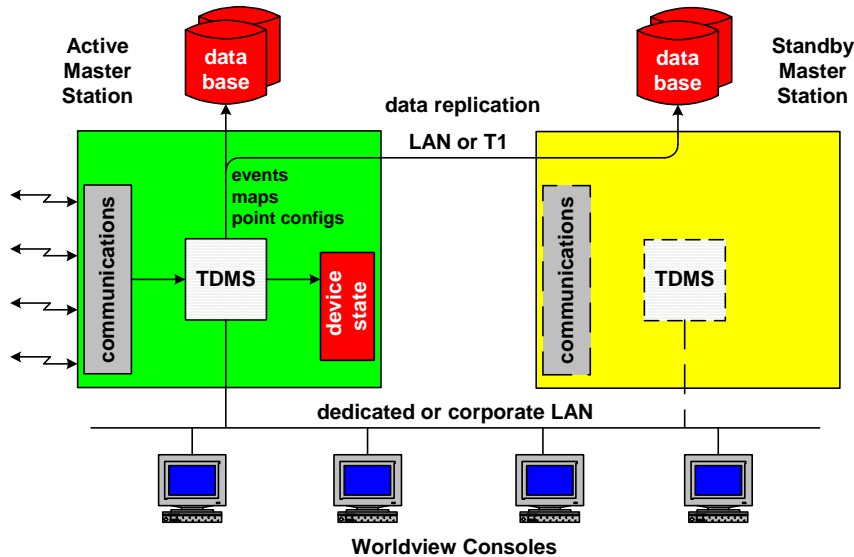 Active
Master
Station
data
base
data replication
LAN or T1
data
base
Standby
Master
Station
events
maps
point configs
communications
TDMS
device
state
communications
TDMS
dedicated or corporate LAN
Worldview Consoles